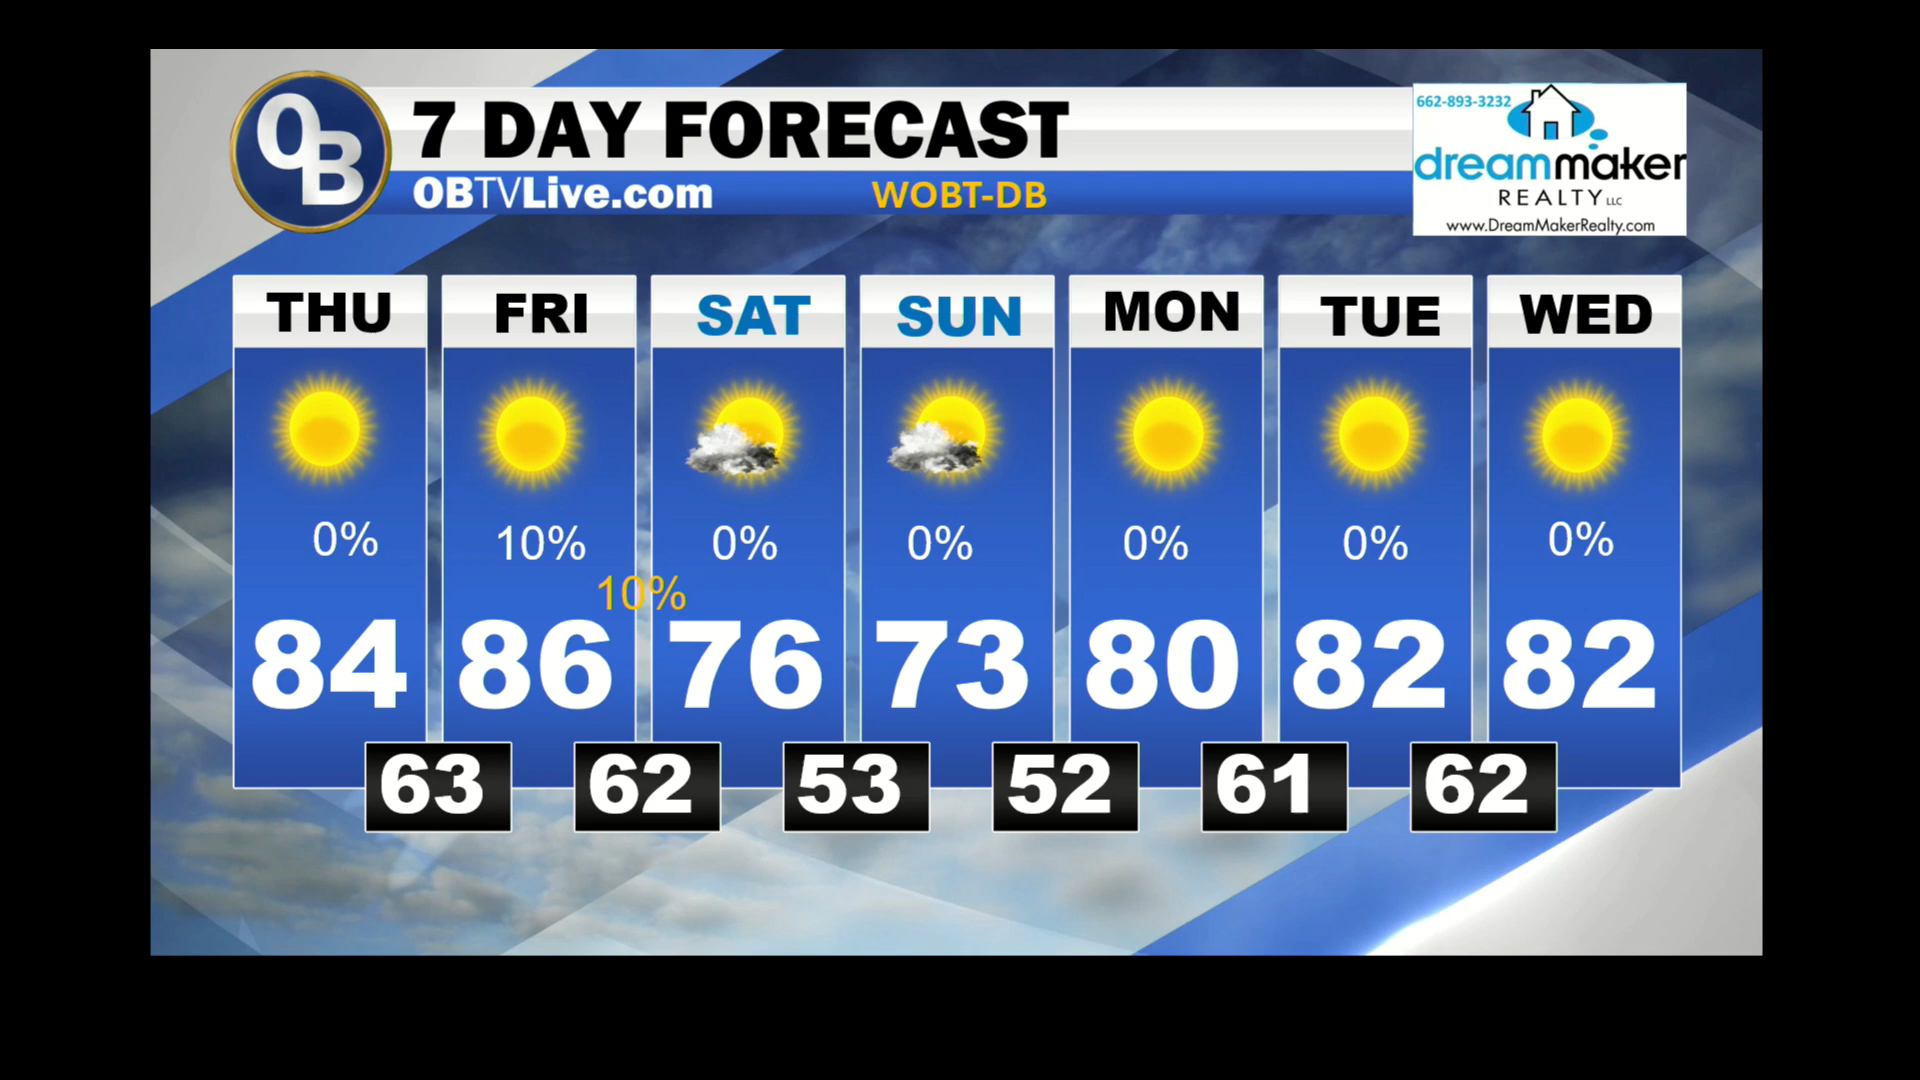 OB
7 DAY FORECAST
OBTVLive.com WOBT-DB
662-893-3232
dreammaker
REALTY LLC
www.DreamMakerRealty.com
THU FRI SAT SUN MON TUE WED
0% 10% 0% 0% 0% 0% 0%
10%
84 86 76 73 80 82 82
63 62 53 52 61 62